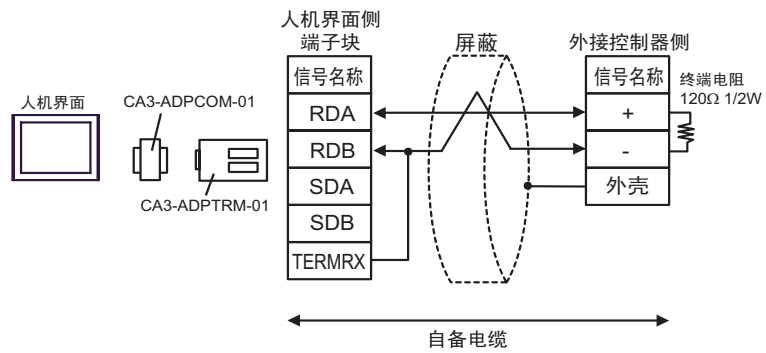 人机界面侧
端子块
屏蔽
外接控制器侧
人机界面
CA3-ADPCOM-01
CA3-ADPTRM-01
信号名称
RDA
RDB
SDA
SDB
TERMRX
信号名称
+
-
外壳
终端电阻
120Ω 1/2W
自备电缆